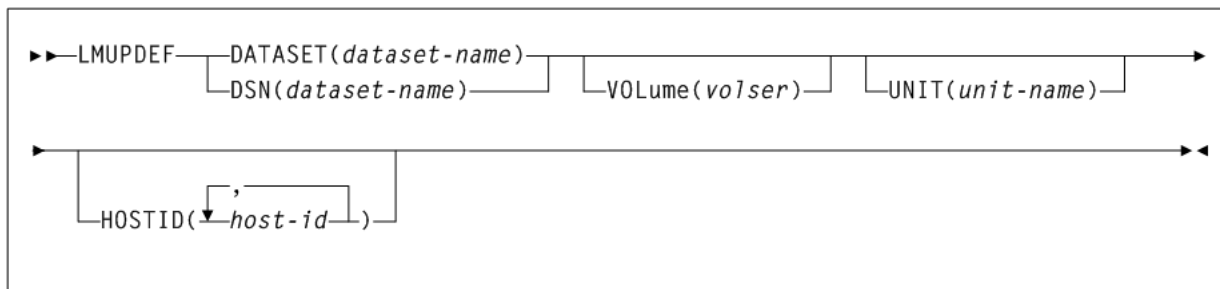 LMUPDEF DATASET(dataset-name)
DSN(dataset-name) VOLume(volser) UNIT(unit-name)
,
HOSTID( host-id )